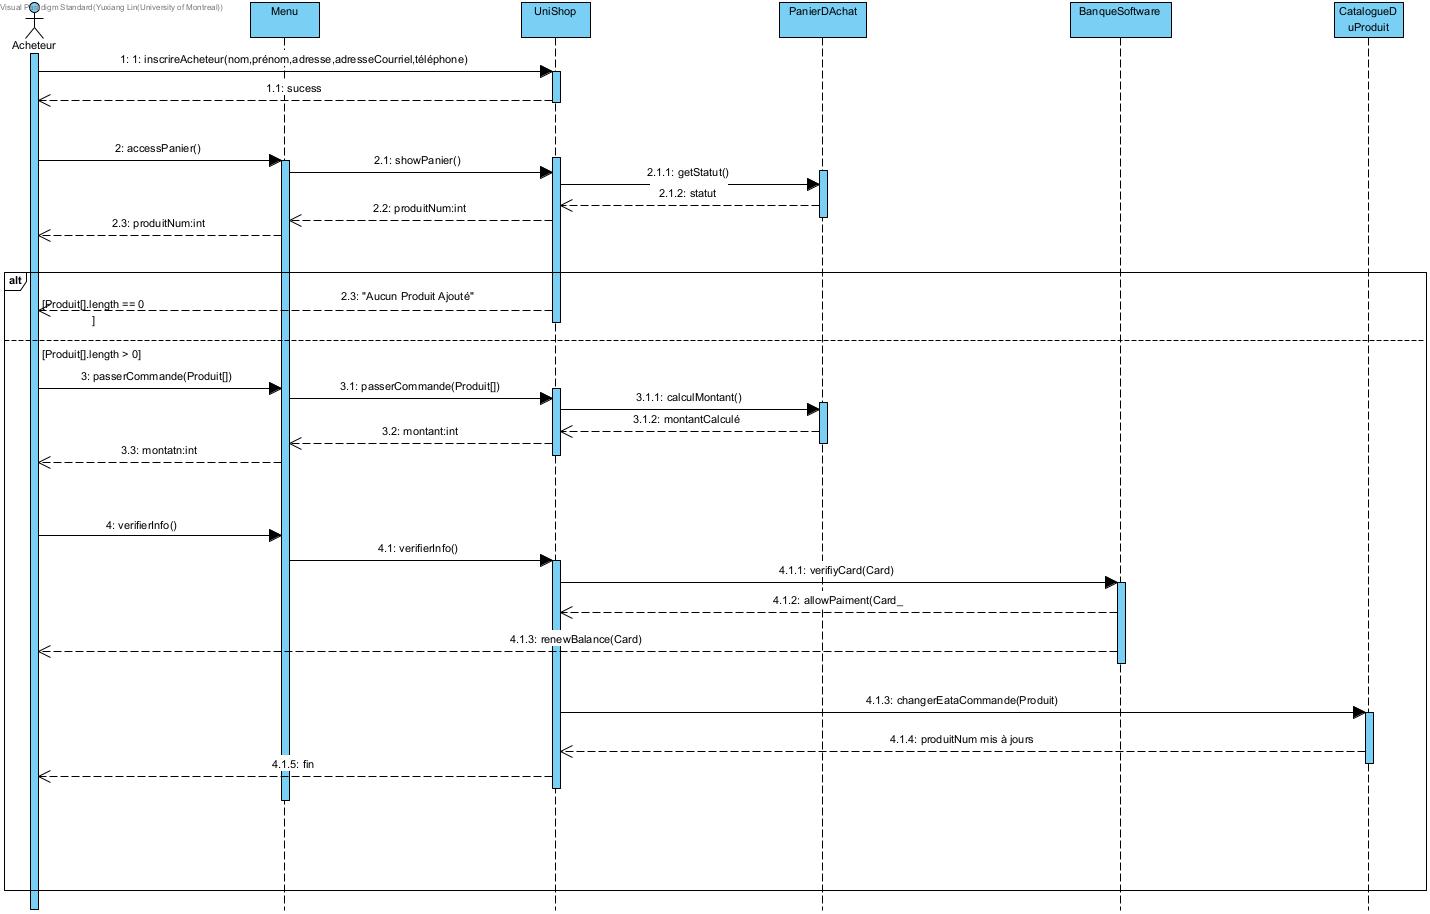 Visual Paradigm Standard(Yuxiang Lin(University of Montreal))
Acheteur
Menu
UniShop
PanierDAchat
BanqueSoftware
CatalogueD
uProduit
1: 1: inscrireAcheteur(nom,prénom,adresse,adresseCourriel,téléphone)
1.1: sucess
2: accessPanier()
2.1: showPanier()
2.1.1: getStatut()
2.1.2: statut
2.2: produitNum:int
2.3: produitNum:int
alt
2.3: "Aucun Produit Ajouté"
[Produit[].length == 0
]
[Produit[].length > 0]
3: passerCommande(Produit[])
3.1: passerCommande(Produit[])
3.1.1: calculMontant()
3.1.2: montantCalculé
3.2: montant:int
3.3: montatn:int
4: verifierInfo()
4.1: verifierInfo()
4.1.1: verifiyCard(Card)
4.1.2: allowPaiment(Card_
4.1.3: renewBalance(Card)
4.1.3: changerEataCommande(Produit)
4.1.4: produitNum mis à jours
4.1.5: fin